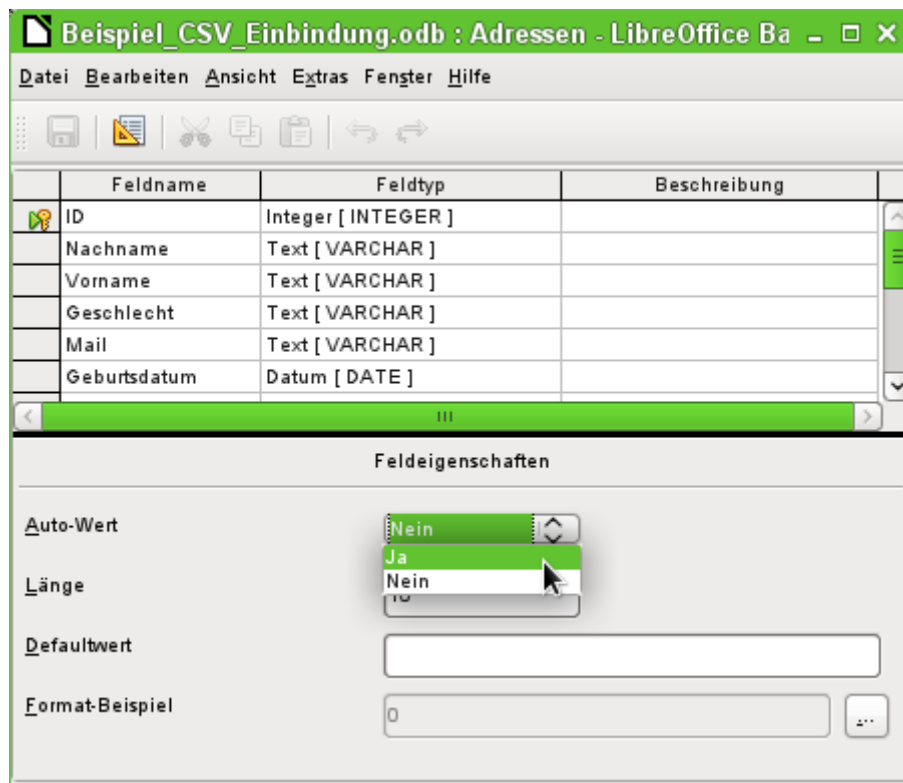 Beispiel_CSV_Einbindung.odb : Adressen - LibreOffice Ba
Datei Bearbeiten Ansicht Extras Fenster Hilfe
Feldname Feldtyp Beschreibung
ID Integer [ INTEGER ]
Nachname Text [ VARCHAR ]
Vorname Text [ VARCHAR ]
Geschlecht Text [ VARCHAR ]
Mail Text [ VARCHAR ]
Geburtsdatum Datum [ DATE ]
Feldeigenschaften
Auto-Wert Nein
Ja
Nein
Länge
Defaultwert
Format-Beispiel 0 ...